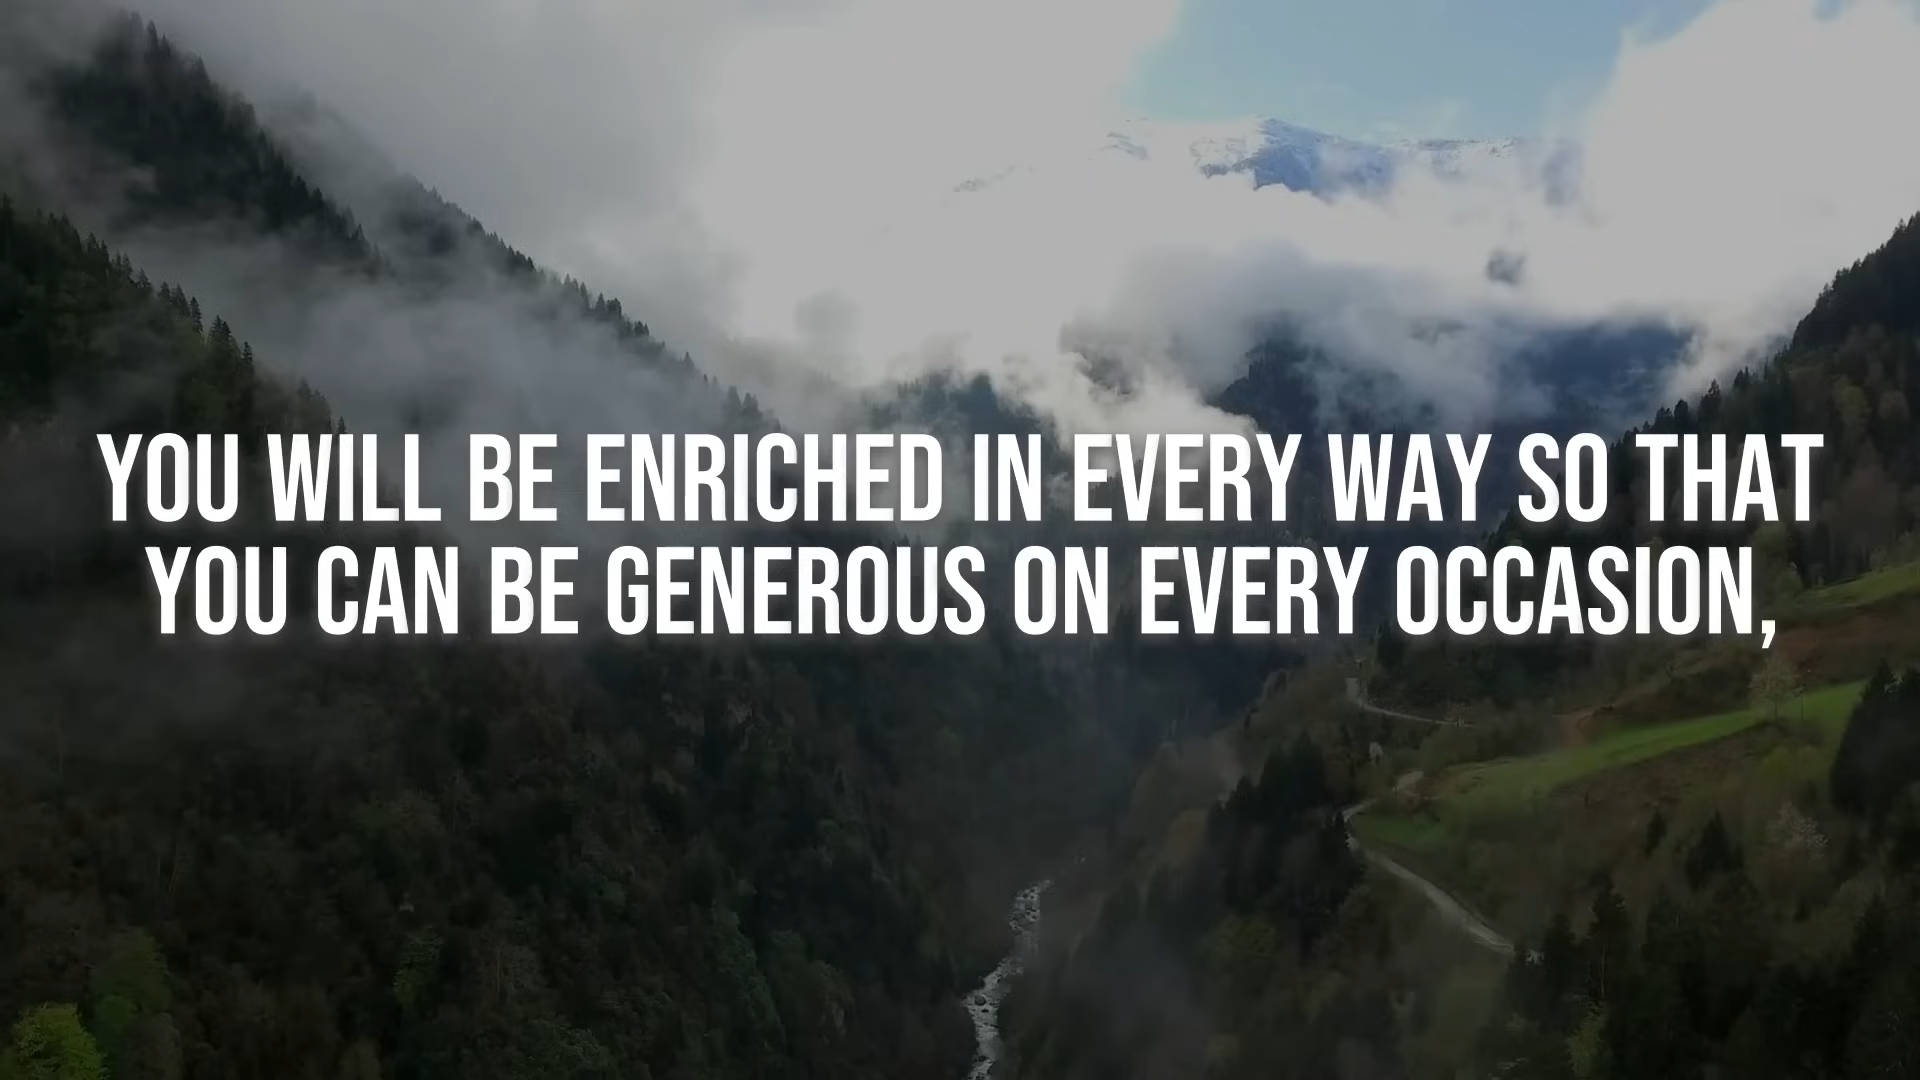 YOU WILL BE ENRICHED IN EVERY WAY SO THAT
YOU CAN BE GENEROUS ON EVERY OCCASION,